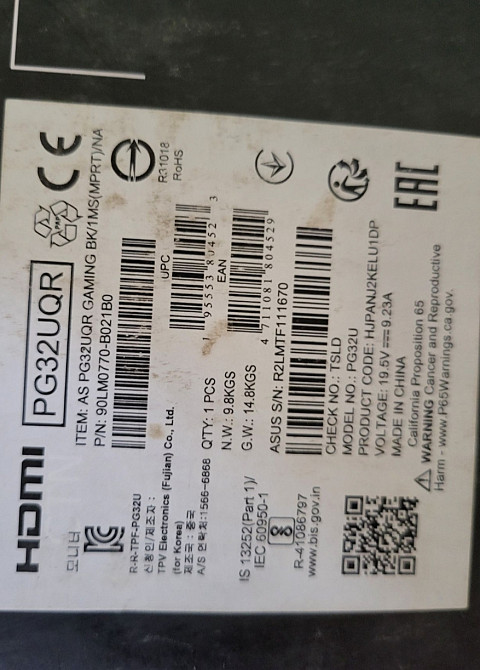 HDMI
PG32UQR
CE
ITEM: AS PG32UQR GAMING BK/1MS(MPRT)/NA
P/N: 90LM0770-B021B0
R31018
RoHS
UPC
1 95553 80452 3
EAN
4 711081 804529
Q'TY: 1 PCS
N.W.: 9.8KGS
G.W.: 14.8KGS
ASUS S/N: R2LMTF111670
CHECK NO.: TSLD
MODEL NO.: PG32U
PRODUCT CODE: HJPANJ2KELU1DP
VOLTAGE: 19.5V⎓9.23A
MADE IN CHINA
California Proposition 65
⚠ WARNING Cancer and Reproductive
Harm - www.P65Warnings.ca.gov.
EAC
모니터
R-R-TPF-PG32U
신청인/제조자 :
TPV Electronics (Fujian) Co., Ltd.
(for Korea)
제조국 : 중국
A/S 연락처:1566-6868
IS 13252(Part 1)/
IEC 60950-1
R-41086797
www.bis.gov.in